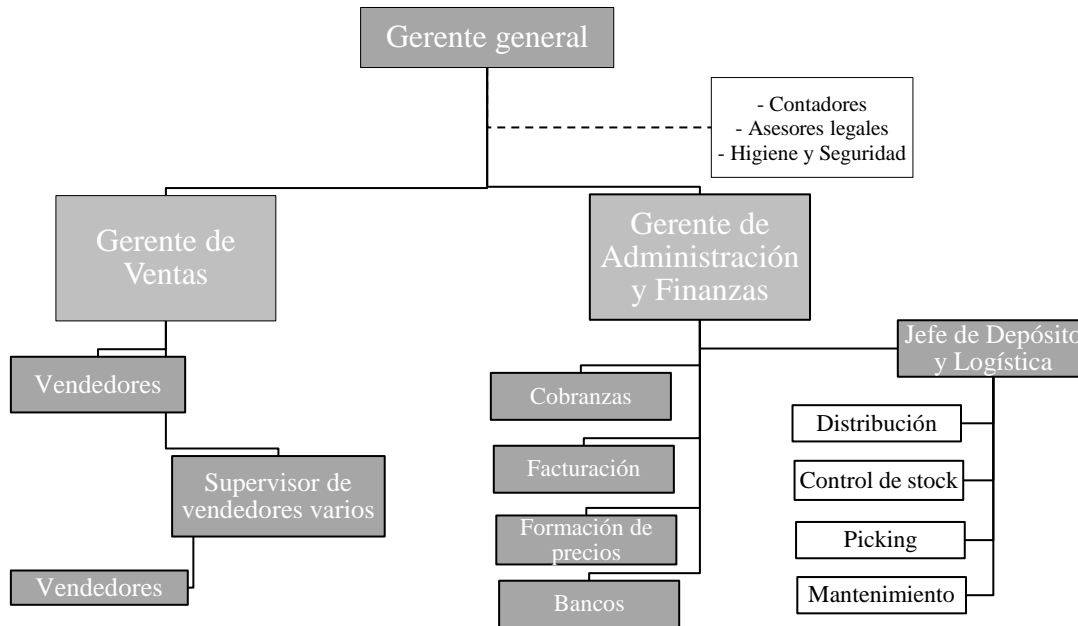 Gerente general
- Contadores
- Asesores legales
- Higiene y Seguridad
Gerente de
Ventas
Gerente de
Administración
y Finanzas
Jefe de Depósito
y Logística
Vendedores
Cobranzas
Distribución
Facturación
Supervisor de
vendedores varios
Control de stock
Formación de
precios
Picking
Vendedores
Bancos
Mantenimiento